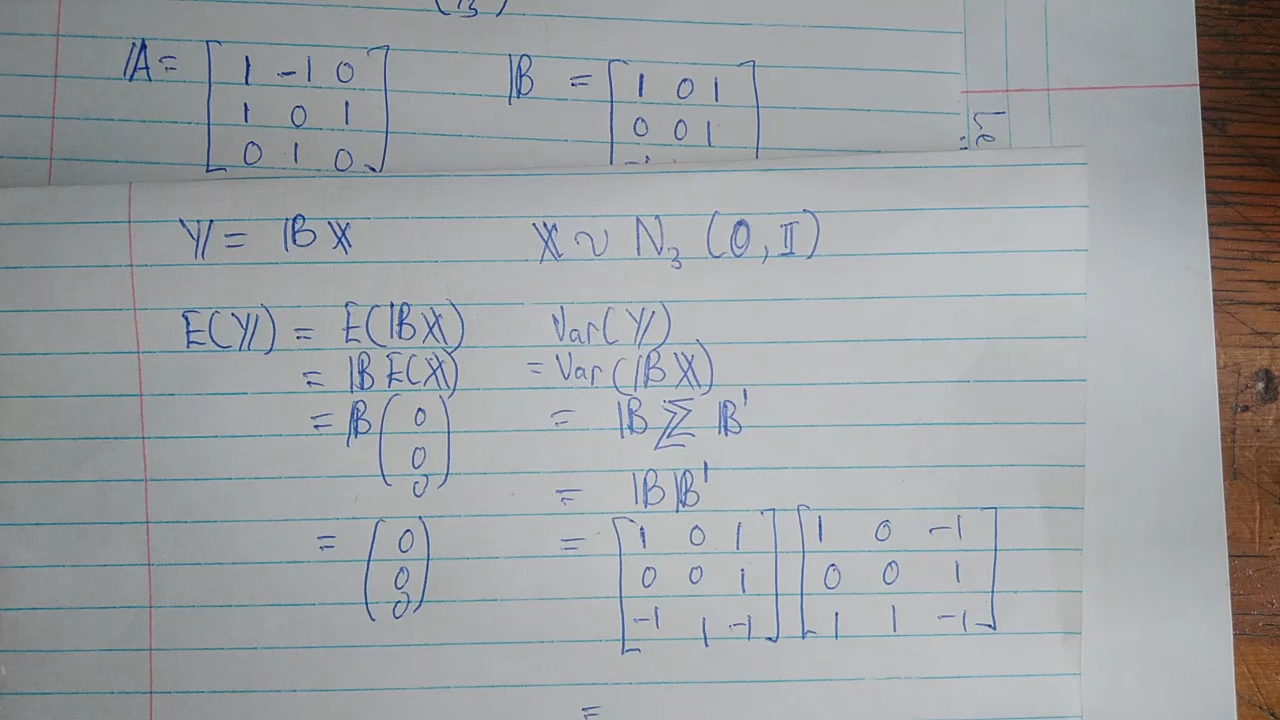 (B)
A = [ 1 -1 0    B = [ 1 0 1
1 0 1    0 0 1
0 1 0 ]    -1 ]
Y = BX    X ~ N₃ (0, I)
E(Y) = E(BX)    Var(Y)
= B E(X)    = Var(BX)
= B ( 0    = B Σ B'
0
0 )    = BB'
= ( 0    = [ 1 0 1    [ 1 0 -1
0    0 0 1    0 0 1
0 )    -1 1 -1 ]    1 1 -1 ]
=